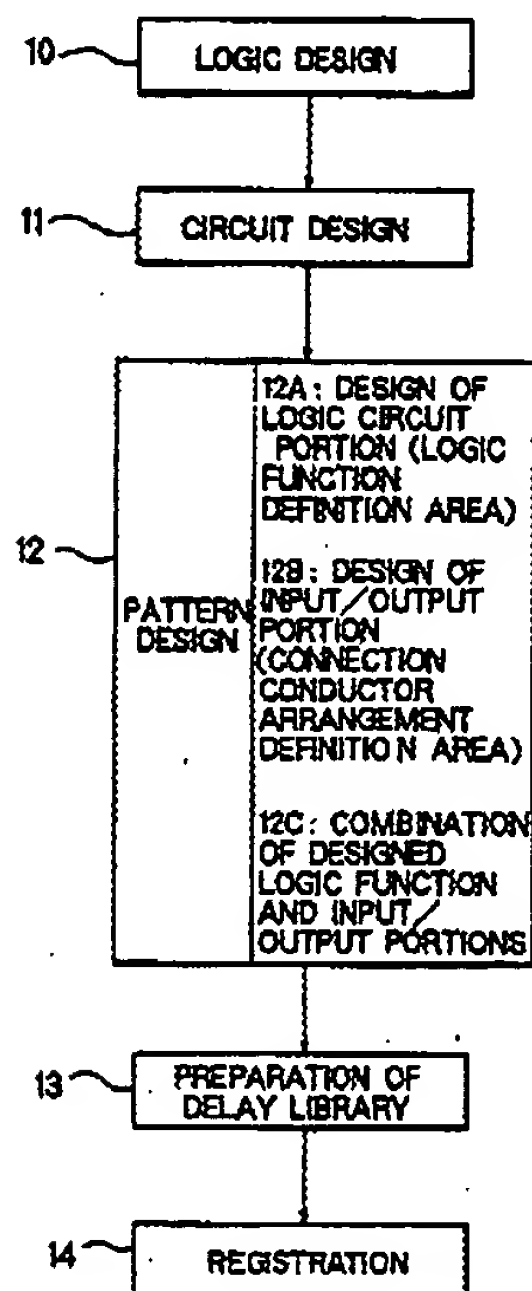 10
LOGIC DESIGN
11
CIRCUIT DESIGN
12
PATTERN
DESIGN
12A: DESIGN OF
LOGIC CIRCUIT
PORTION (LOGIC
FUNCTION
DEFINITION AREA)
12B: DESIGN OF
INPUT/OUTPUT
PORTION
(CONNECTION
CONDUCTOR
ARRANGEMENT
DEFINITION AREA)
12C: COMBINATION
OF DESIGNED
LOGIC FUNCTION
AND INPUT/
OUTPUT PORTIONS
13
PREPARATION OF
DELAY LIBRARY
14
REGISTRATION